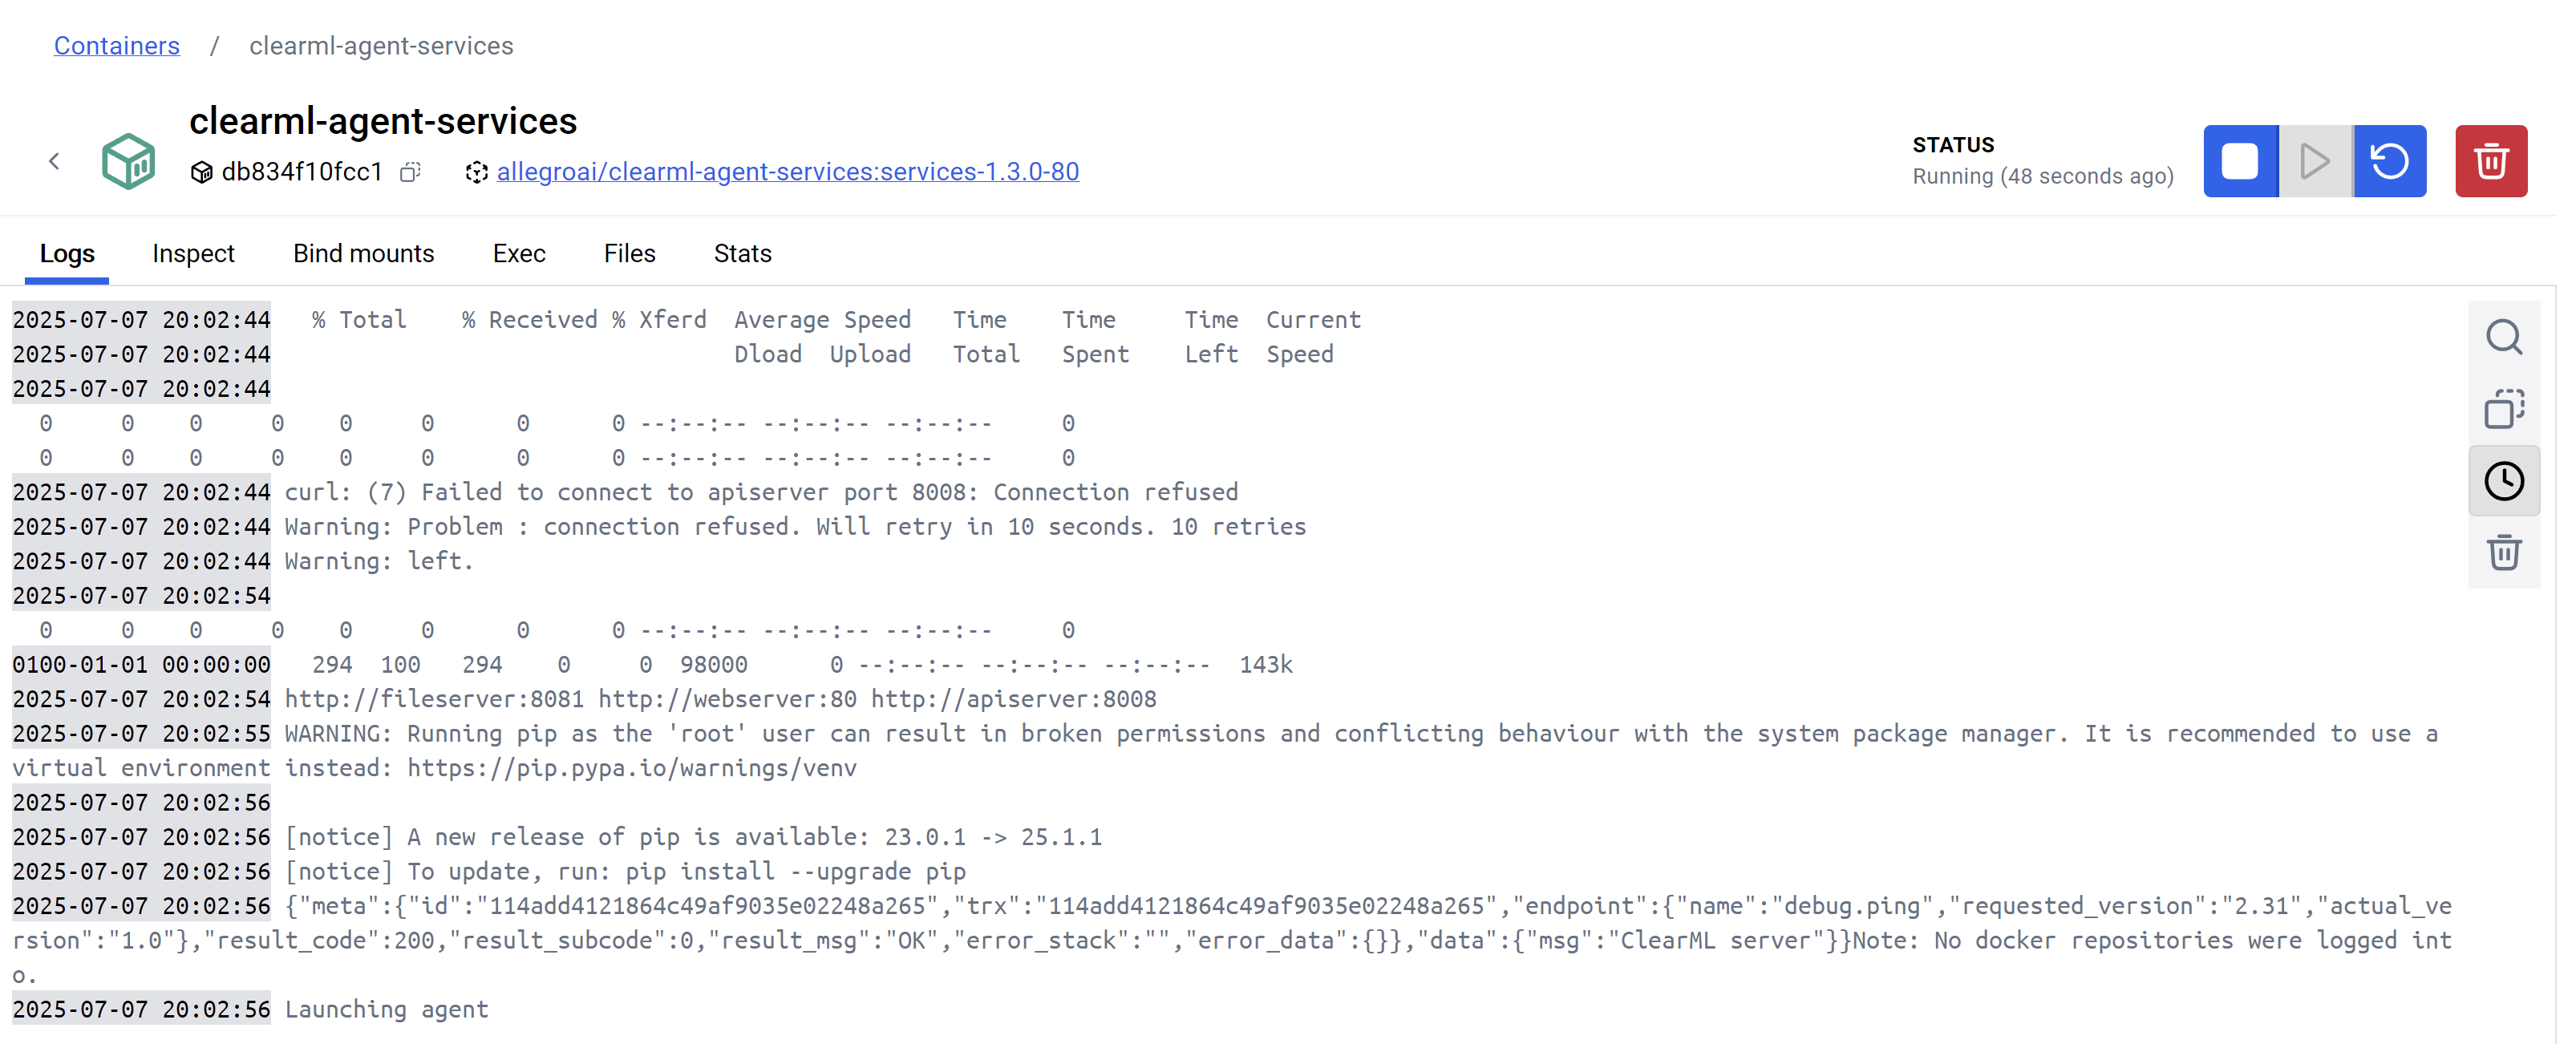 Containers / clearml-agent-services
clearml-agent-services
db834f10fcc1 allegroai/clearml-agent-services:services-1.3.0-80
STATUS
Running (48 seconds ago)
Logs Inspect Bind mounts Exec Files Stats
2025-07-07 20:02:44   % Total    % Received % Xferd  Average Speed   Time    Time     Time  Current
2025-07-07 20:02:44                                  Dload  Upload   Total   Spent    Left  Speed
2025-07-07 20:02:44
  0     0    0     0    0     0      0      0 --:--:-- --:--:-- --:--:--     0
  0     0    0     0    0     0      0      0 --:--:-- --:--:-- --:--:--     0
2025-07-07 20:02:44 curl: (7) Failed to connect to apiserver port 8008: Connection refused
2025-07-07 20:02:44 Warning: Problem : connection refused. Will retry in 10 seconds. 10 retries
2025-07-07 20:02:44 Warning: left.
2025-07-07 20:02:54
  0     0    0     0    0     0      0      0 --:--:-- --:--:-- --:--:--     0
0100-01-01 00:00:00   294  100   294    0     0  98000      0 --:--:-- --:--:-- --:--:--  143k
2025-07-07 20:02:54 http://fileserver:8081 http://webserver:80 http://apiserver:8008
2025-07-07 20:02:55 WARNING: Running pip as the 'root' user can result in broken permissions and conflicting behaviour with the system package manager. It is recommended to use a
virtual environment instead: https://pip.pypa.io/warnings/venv
2025-07-07 20:02:56
2025-07-07 20:02:56 [notice] A new release of pip is available: 23.0.1 -> 25.1.1
2025-07-07 20:02:56 [notice] To update, run: pip install --upgrade pip
2025-07-07 20:02:56 {"meta":{"id":"114add4121864c49af9035e02248a265","trx":"114add4121864c49af9035e02248a265","endpoint":{"name":"debug.ping","requested_version":"2.31","actual_ve
rsion":"1.0"},"result_code":200,"result_subcode":0,"result_msg":"OK","error_stack":"","error_data":{}},"data":{"msg":"ClearML server"}}Note: No docker repositories were logged int
o.
2025-07-07 20:02:56 Launching agent